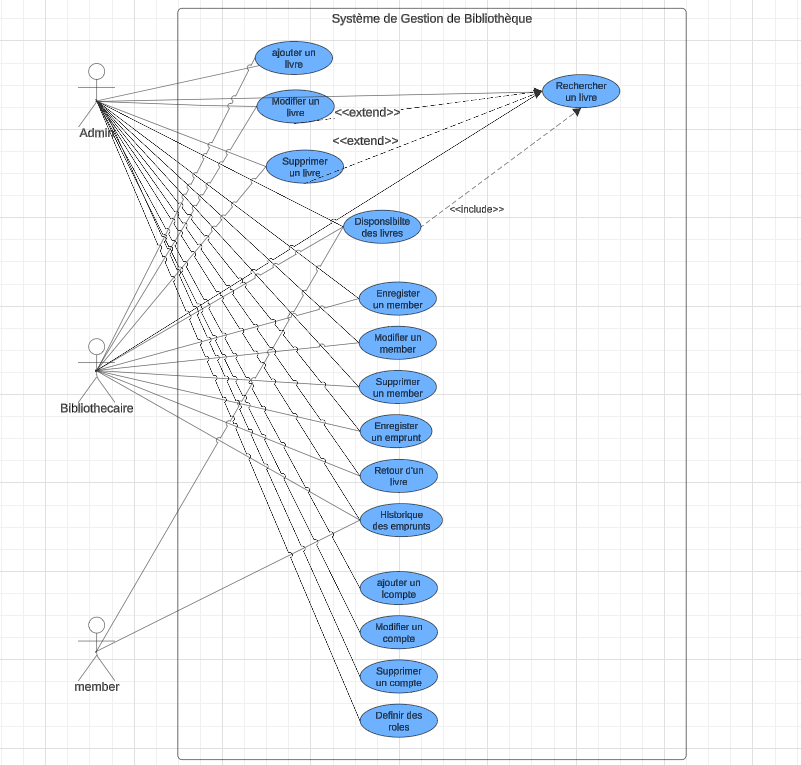 Système de Gestion de Bibliothèque
ajouter un
livre
Modifier un
livre
Rechercher
un livre
<<extend>>
Admin
<<extend>>
Supprimer
un livre
<<include>>
Disponsibilte
des livres
Enregister
un member
Modifier un
member
Bibliothecaire
Supprimer
un member
Enregister
un emprunt
Retour d'un
livre
Historique
des emprunts
ajouter un
lcompte
Modifier un
compte
member
Supprimer
un compte
Definir des
roles